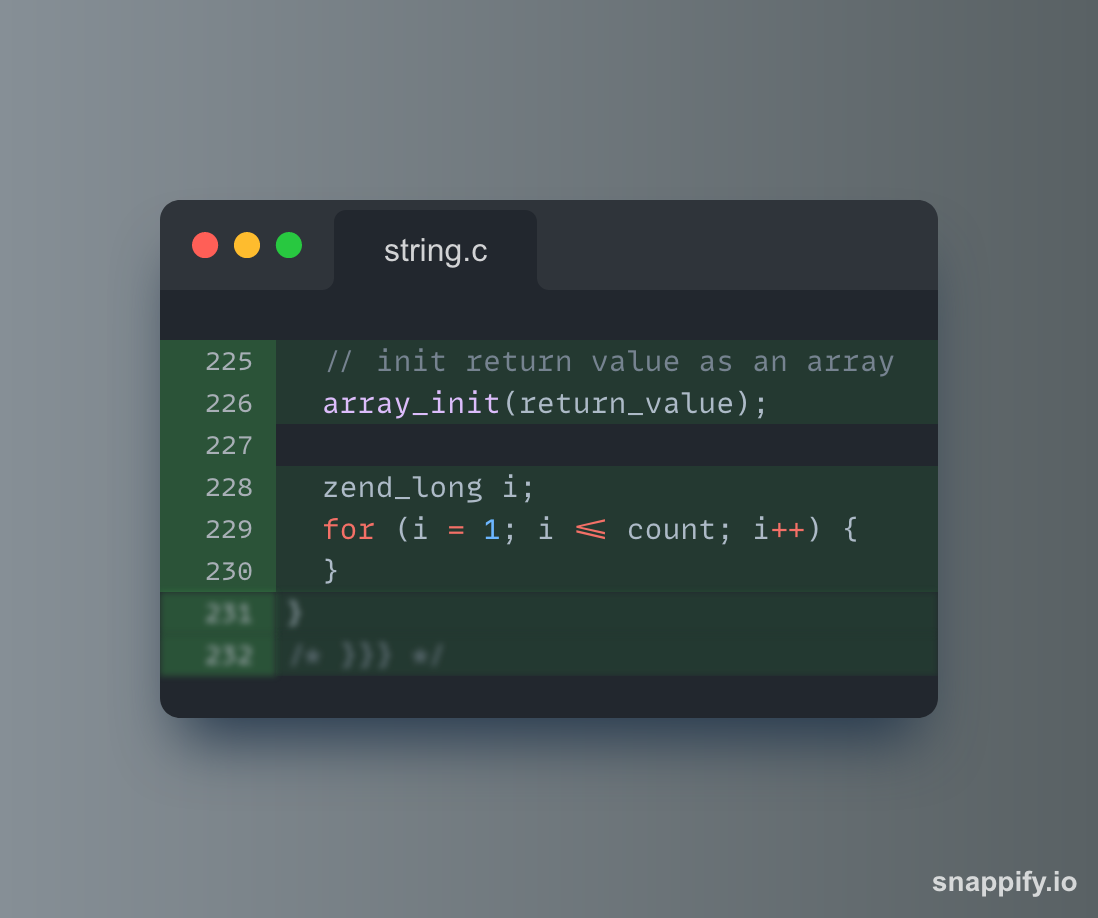 string.c
225 // init return value as an array
226 array_init(return_value);
227
228 zend_long i;
229 for (i = 1; i <= count; i++) {
230 }
231 }
232 /* }}} */
snappify.io